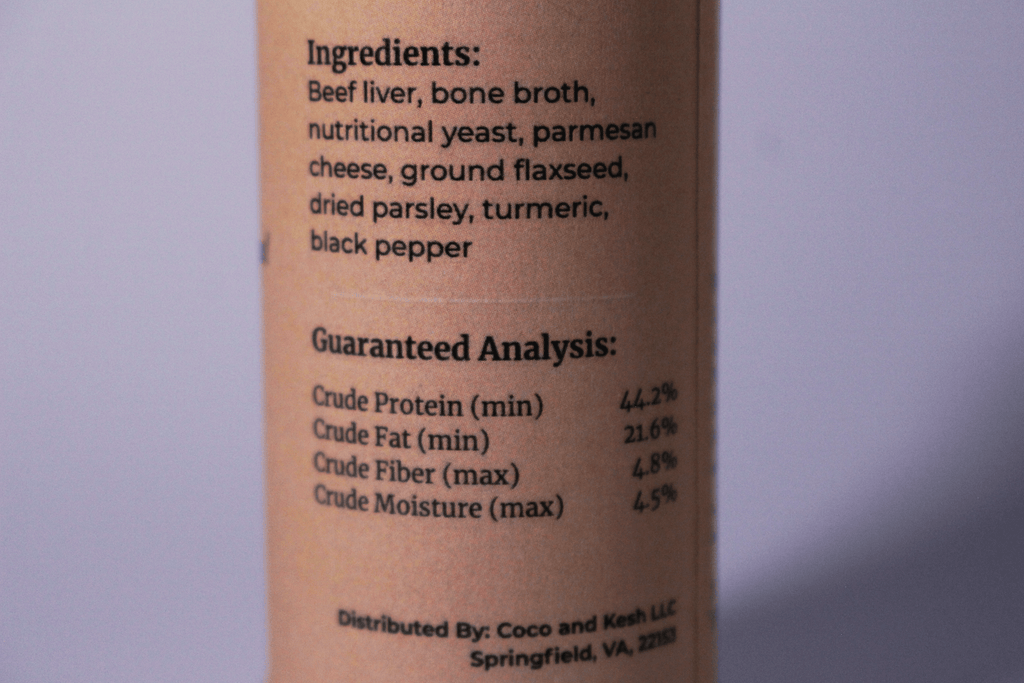 Ingredients:
Beef liver, bone broth,
nutritional yeast, parmesan
cheese, ground flaxseed,
dried parsley, turmeric,
black pepper
Guaranteed Analysis:
Crude Protein (min) 44.2%
Crude Fat (min) 21.6%
Crude Fiber (max) 4.8%
Crude Moisture (max) 4.5%
Distributed By: Coco and Kesh LLC
Springfield, VA, 22153